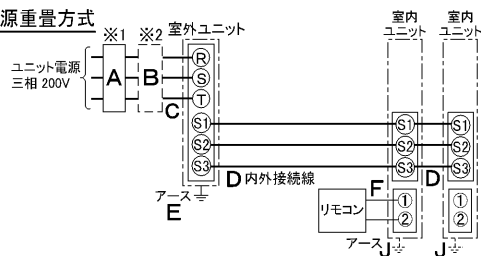 源重畳方式
※1 ※2 室外ユニット
室内ユニット 室内ユニット
ユニット電源
三相 200V
A B C
R
S
T
S1 S1 S1
S2 S2 S2
S3 S3 S3
D 内外接続線 F D
アース
E
リモコン
① ①
② ②
アース J J